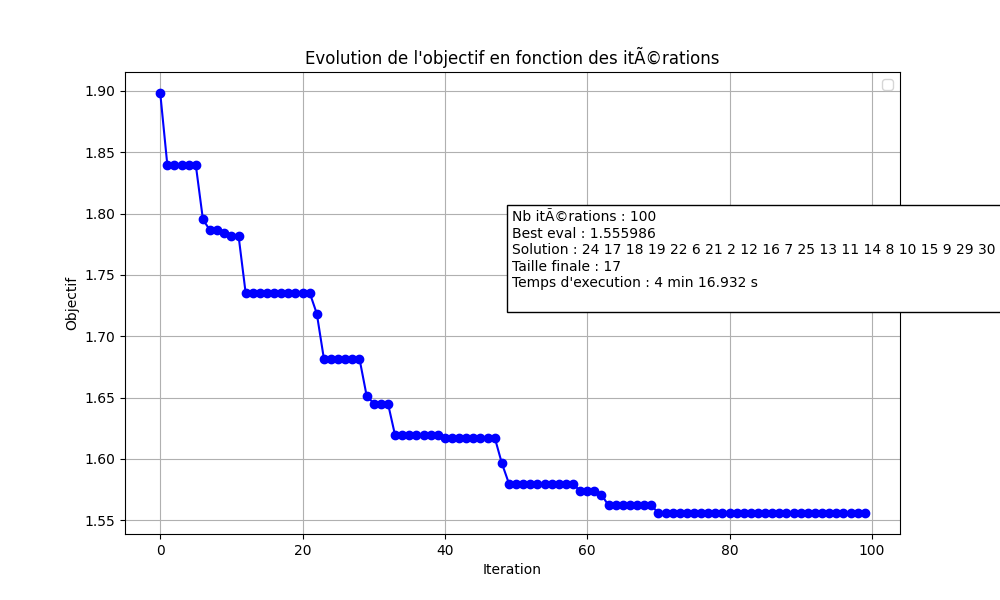 Evolution de l'objectif en fonction des itÃ©rations
1.90
1.85
1.80
1.75
1.70
1.65
1.60
1.55
Objectif
Nb itÃ©rations : 100
Best eval : 1.555986
Solution : 24 17 18 19 22 6 21 2 12 16 7 25 13 11 14 8 10 15 9 29 30
Taille finale : 17
Temps d'execution : 4 min 16.932 s
0 20 40 60 80 100
Iteration